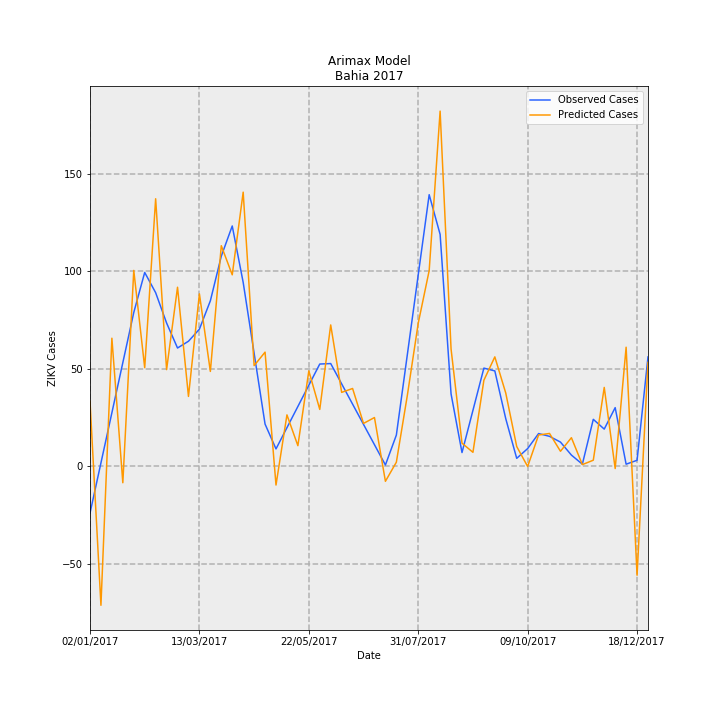 Arimax Model
Bahia 2017
Observed Cases
Predicted Cases
ZIKV Cases
150
100
50
0
−50
02/01/2017
13/03/2017
22/05/2017
31/07/2017
09/10/2017
18/12/2017
Date